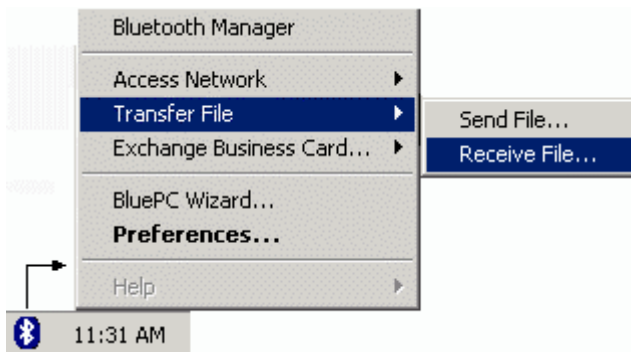 Bluetooth Manager
Access Network
Transfer File
Send File...
Exchange Business Card...
Receive File...
BluePC Wizard...
Preferences...
Help
11:31 AM